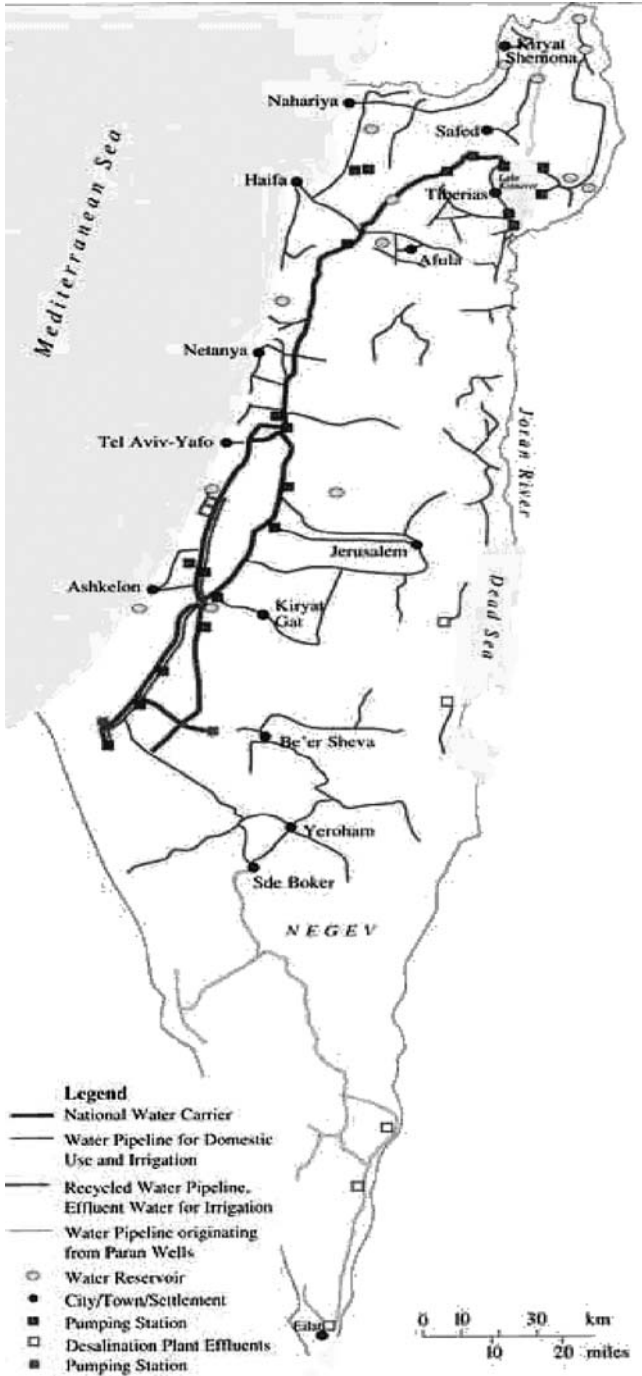 Kiryat
Shemona
Nahariya
Safed
Haifa
Tiberias
Lake
Afula
Mediterranean Sea
Netanya
Tel Aviv-Yafo
Joran River
Jerusalem
Ashkelon
Kiryat
Gat
Dead Sea
Be'er Sheva
Yeroham
Sde Boker
NEGEV
Legend
National Water Carrier
Water Pipeline for Domestic
Use and Irrigation
Recycled Water Pipeline,
Effluent Water for Irrigation
Water Pipeline originating
from Paran Wells
Water Reservoir
City/Town/Settlement
Pumping Station
Desalination Plant Effluents
Pumping Station
Eilat
0 10 30 km
10 20 miles